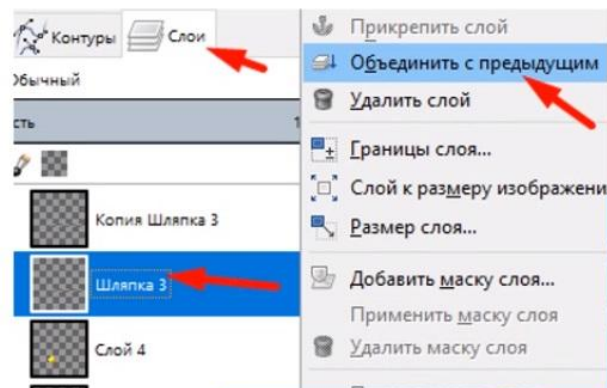 Контуры
Слои
Обычный
сть
1
Копия Шляпка 3
Шляпка 3
Слой 4
Прикрепить слой
Объединить с предыдущим
Удалить слой
Границы слоя...
Слой к размеру изображени
Размер слоя...
Добавить маску слоя...
Применить маску слоя
Удалить маску слоя